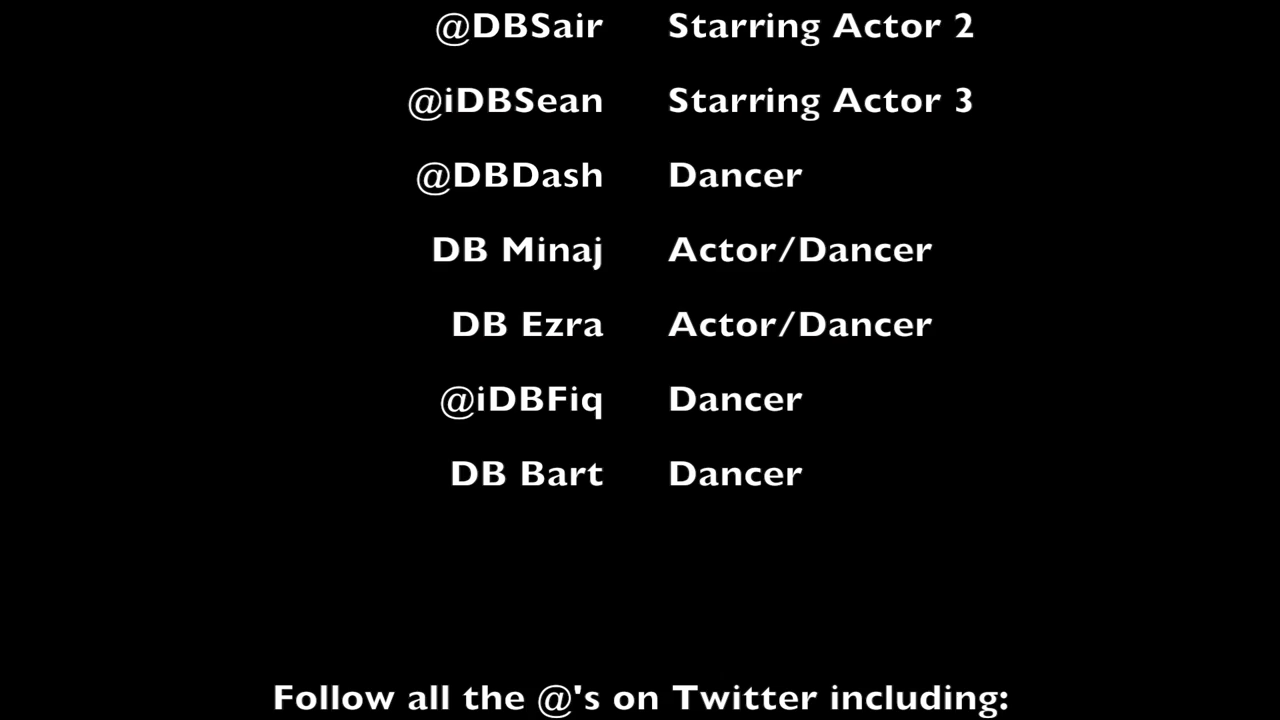 @DBSair Starring Actor 2
@iDBSean Starring Actor 3
@DBDash Dancer
DB Minaj Actor/Dancer
DB Ezra Actor/Dancer
@iDBFiq Dancer
DB Bart Dancer
Follow all the @'s on Twitter including: